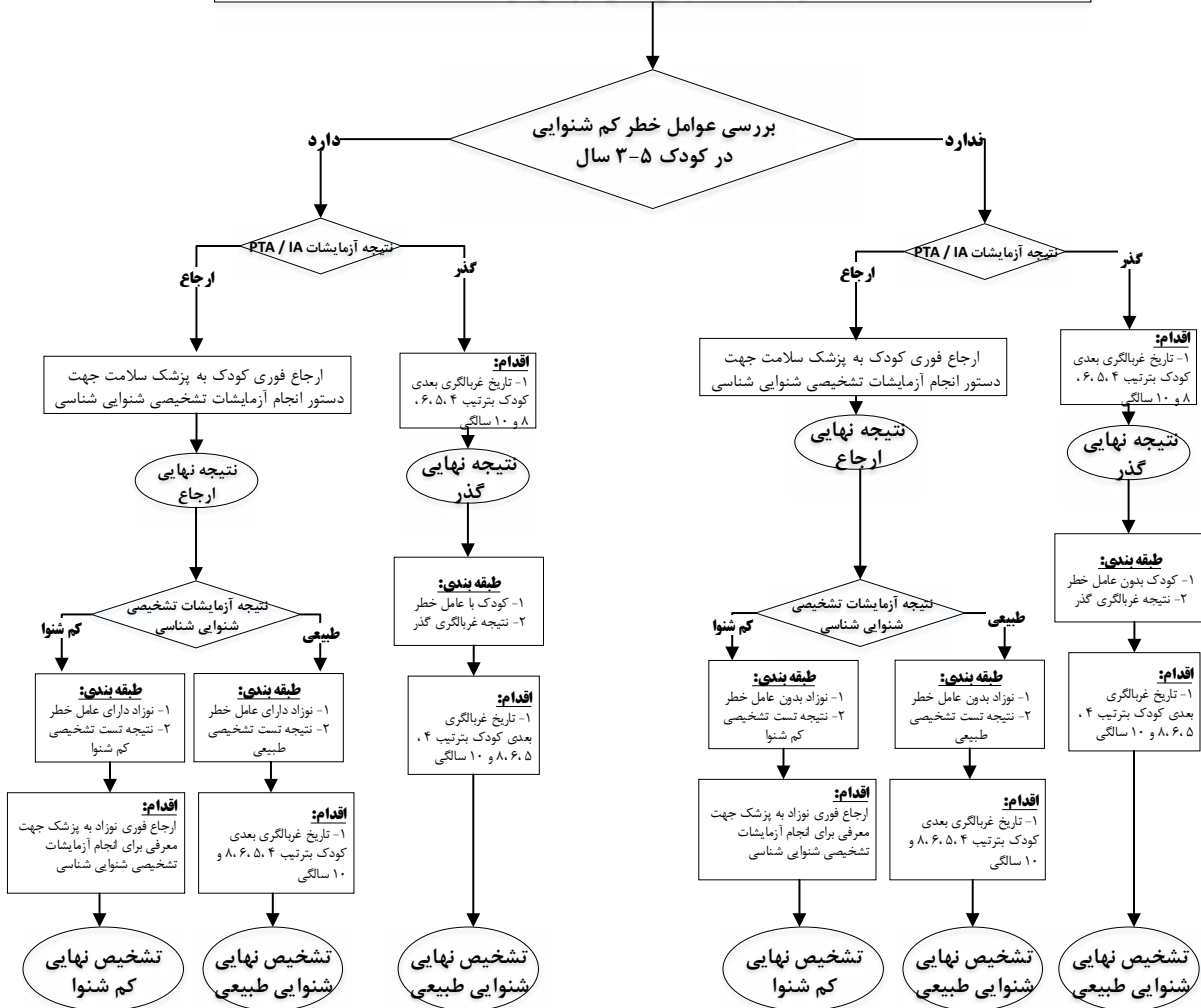 بررسی عوامل خطر کم شنوایی
در کودک ۵-۳ سال
ندارد
دارد
نتیجه آزمایشات PTA / IA
گذر
ارجاع
اقدام:
۱- تاریخ غربالگری بعدی
کودک بترتیب ۴ ،۵ ،۶ ،
۸ و ۱۰ سالگی
ارجاع فوری کودک به پزشک سلامت جهت
دستور انجام آزمایشات تشخیصی شنوایی شناسی
نتیجه نهایی
گذر
نتیجه نهایی
ارجاع
طبقه بندی:
۱- کودک بدون عامل خطر
۲- نتیجه غربالگری گذر
نتیجه آزمایشات تشخیصی
شنوایی شناسی
طبیعی
کم شنوا
اقدام:
۱- تاریخ غربالگری
بعدی کودک بترتیب ۴ ،
۵ ،۶ ،۸ و ۱۰ سالگی
طبقه بندی:
۱- نوزاد بدون عامل خطر
۲- نتیجه تست تشخیصی
طبیعی
طبقه بندی:
۱- نوزاد بدون عامل خطر
۲- نتیجه تست تشخیصی
کم شنوا
اقدام:
۱- تاریخ غربالگری بعدی
کودک بترتیب ۴ ،۵ ،۶ ،۸ و
۱۰ سالگی
اقدام:
ارجاع فوری نوزاد به پزشک جهت
معرفی برای انجام آزمایشات
تشخیصی شنوایی شناسی
تشخیص نهایی
شنوایی طبیعی
تشخیص نهایی
شنوایی طبیعی
تشخیص نهایی
کم شنوا
نتیجه آزمایشات PTA / IA
گذر
ارجاع
اقدام:
۱- تاریخ غربالگری بعدی
کودک بترتیب ۴ ،۵ ،۶ ،
۸ و ۱۰ سالگی
ارجاع فوری کودک به پزشک سلامت جهت
دستور انجام آزمایشات تشخیصی شنوایی شناسی
نتیجه نهایی
گذر
نتیجه نهایی
ارجاع
طبقه بندی:
۱- کودک با عامل خطر
۲- نتیجه غربالگری گذر
نتیجه آزمایشات تشخیصی
شنوایی شناسی
طبیعی
کم شنوا
اقدام:
۱- تاریخ غربالگری
بعدی کودک بترتیب ۴ ،
۵ ،۶ ،۸ و ۱۰ سالگی
طبقه بندی:
۱- نوزاد دارای عامل خطر
۲- نتیجه تست تشخیصی
طبیعی
طبقه بندی:
۱- نوزاد دارای عامل خطر
۲- نتیجه تست تشخیصی
کم شنوا
اقدام:
۱- تاریخ غربالگری بعدی
کودک بترتیب ۴ ،۵ ،۶ ،۸ و
۱۰ سالگی
اقدام:
ارجاع فوری نوزاد به پزشک جهت
معرفی برای انجام آزمایشات
تشخیصی شنوایی شناسی
تشخیص نهایی
شنوایی طبیعی
تشخیص نهایی
شنوایی طبیعی
تشخیص نهایی
کم شنوا